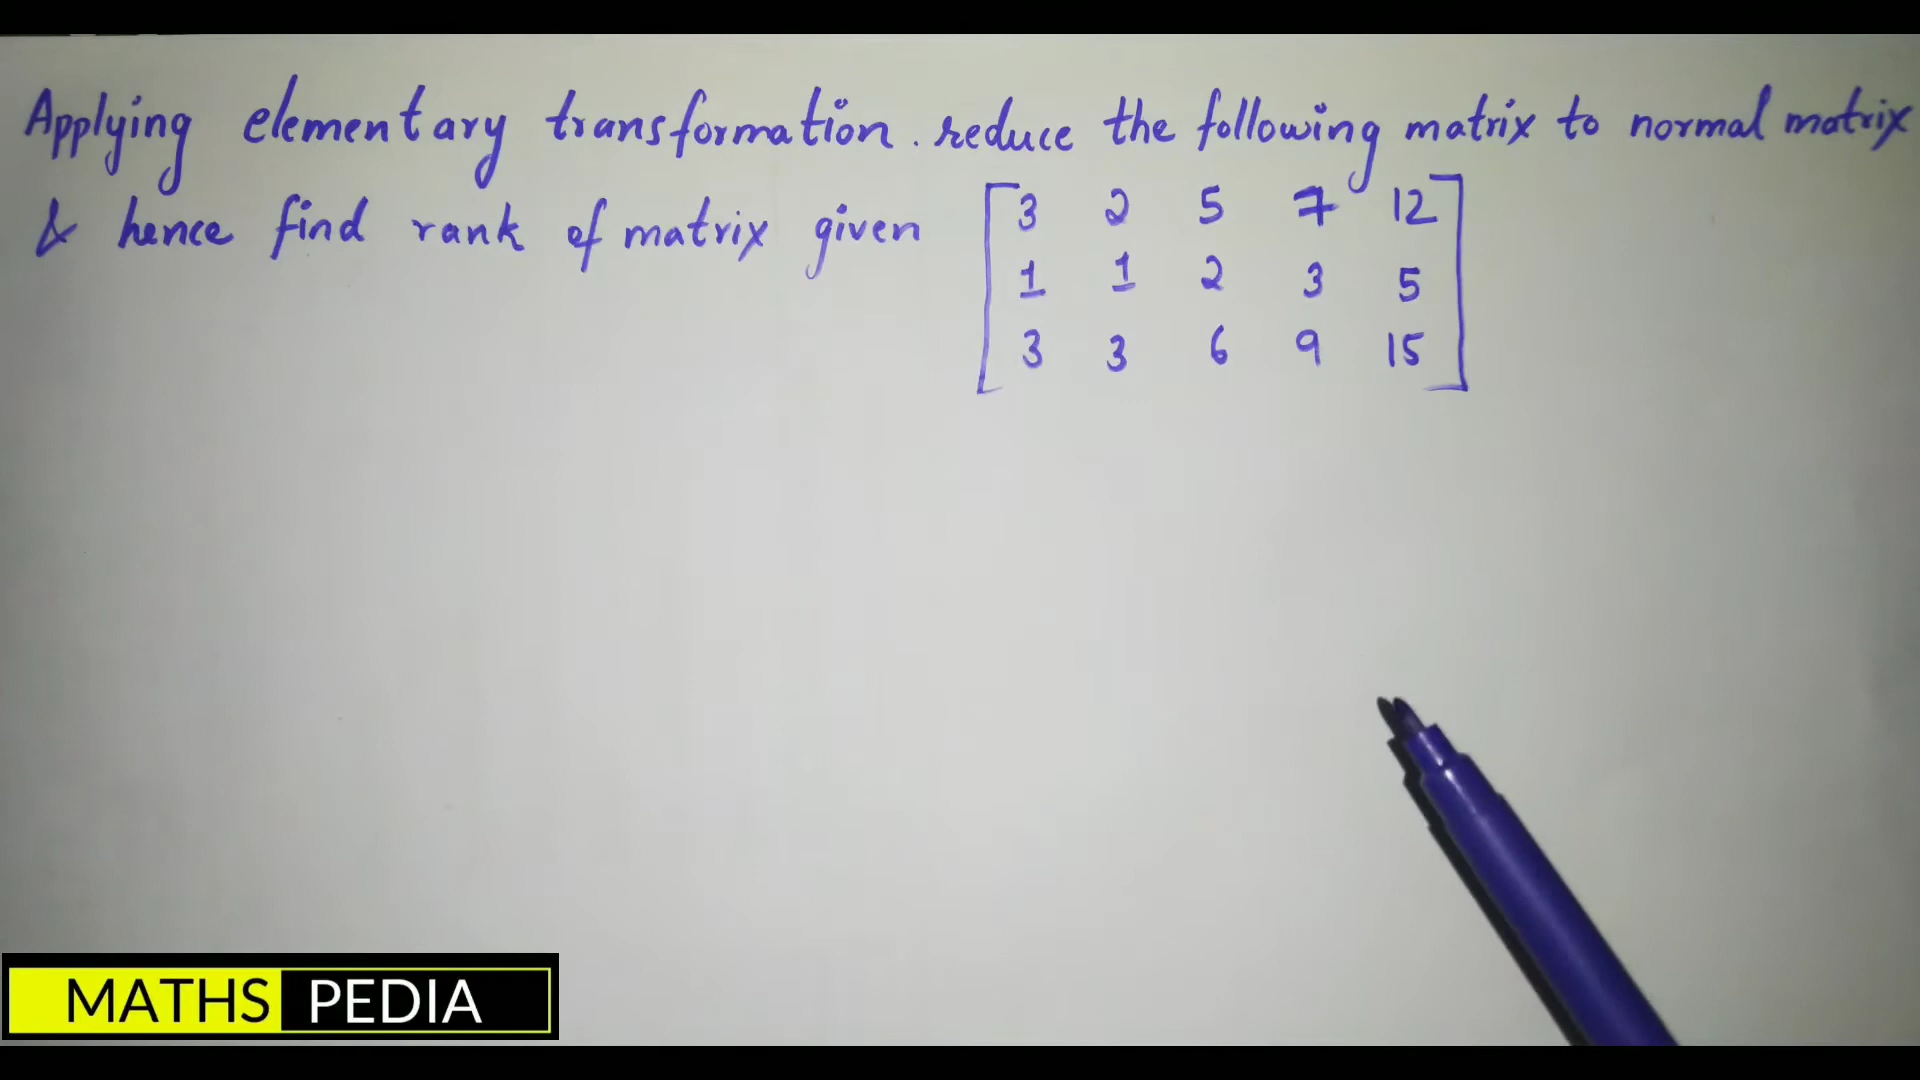 Applying elementary transformation. reduce the following matrix to normal matrix
& hence find rank of matrix given
3 2 5 7 12
1 1 2 3 5
3 3 6 9 15
MATHS PEDIA